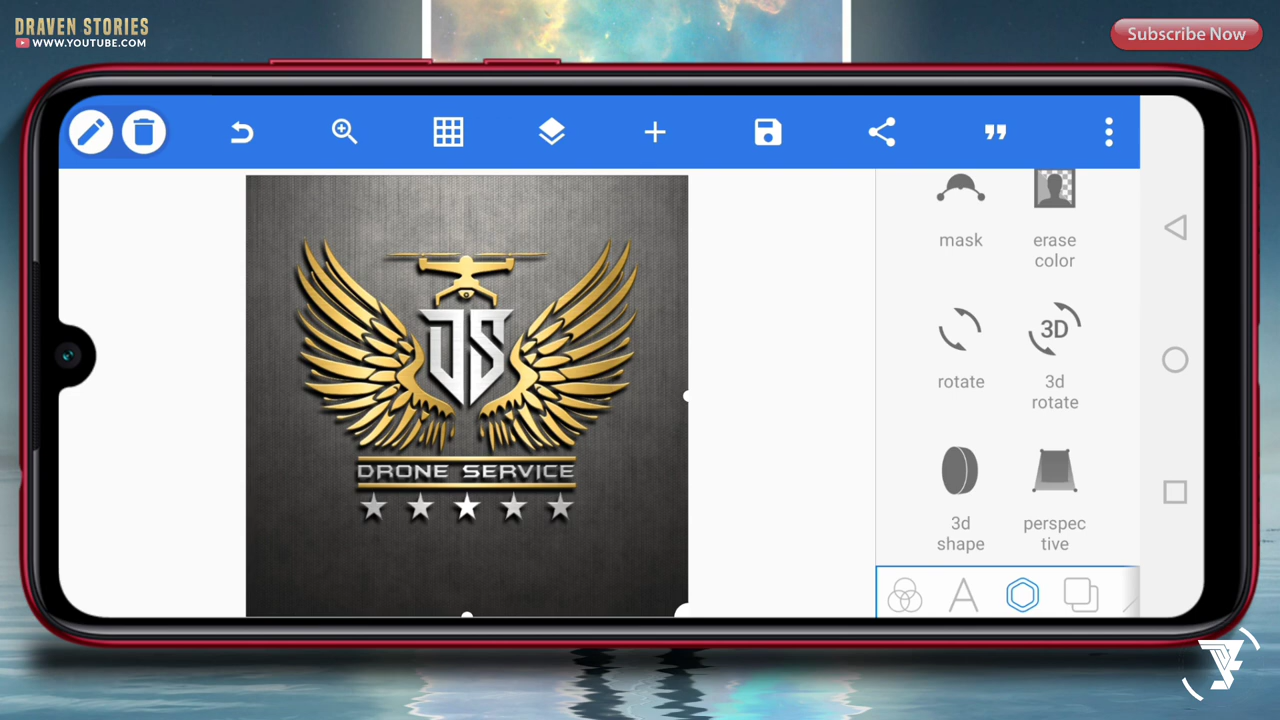 DRAVEN STORIES
WWW.YOUTUBE.COM
Subscribe Now
mask
erase
color
JS
3D
rotate
3d
rotate
DRONE SERVICE
3d
shape
perspec
tive